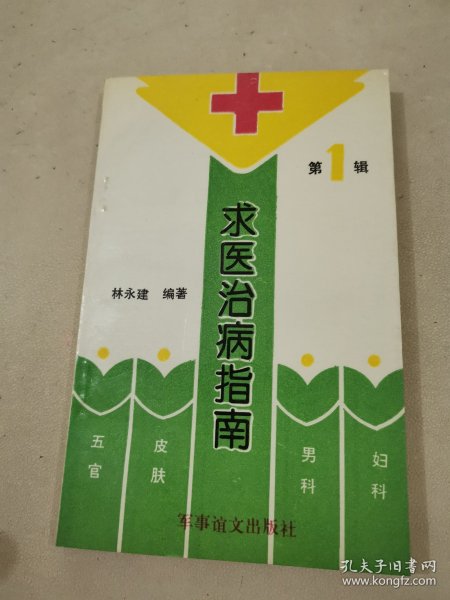 第1辑
求医治病指南
林永建 编著
五官
皮肤
男科
妇科
军事谊文出版社
孔夫子旧书网
www.kongfz.com